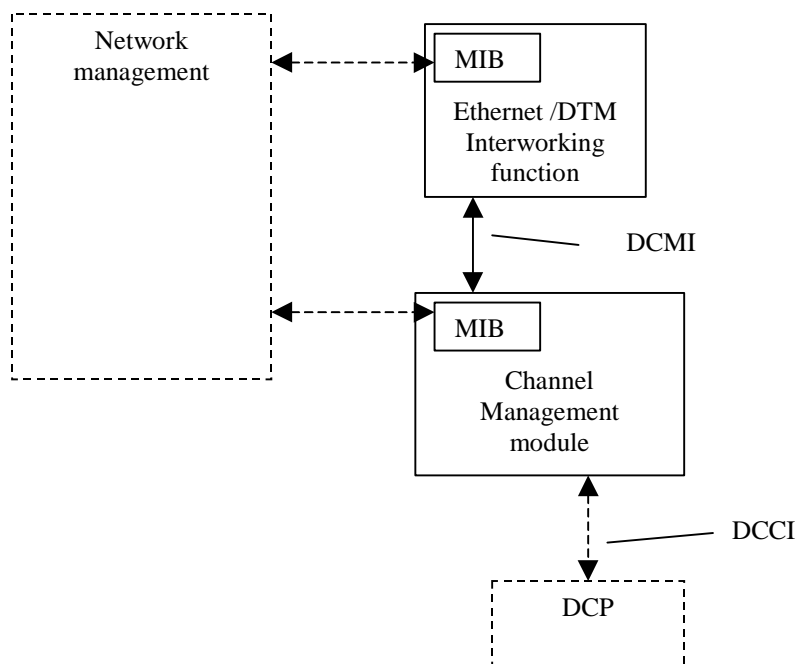 Network
management
MIB
Ethernet /DTM
Interworking
function
DCMI
MIB
Channel
Management
module
DCCI
DCP